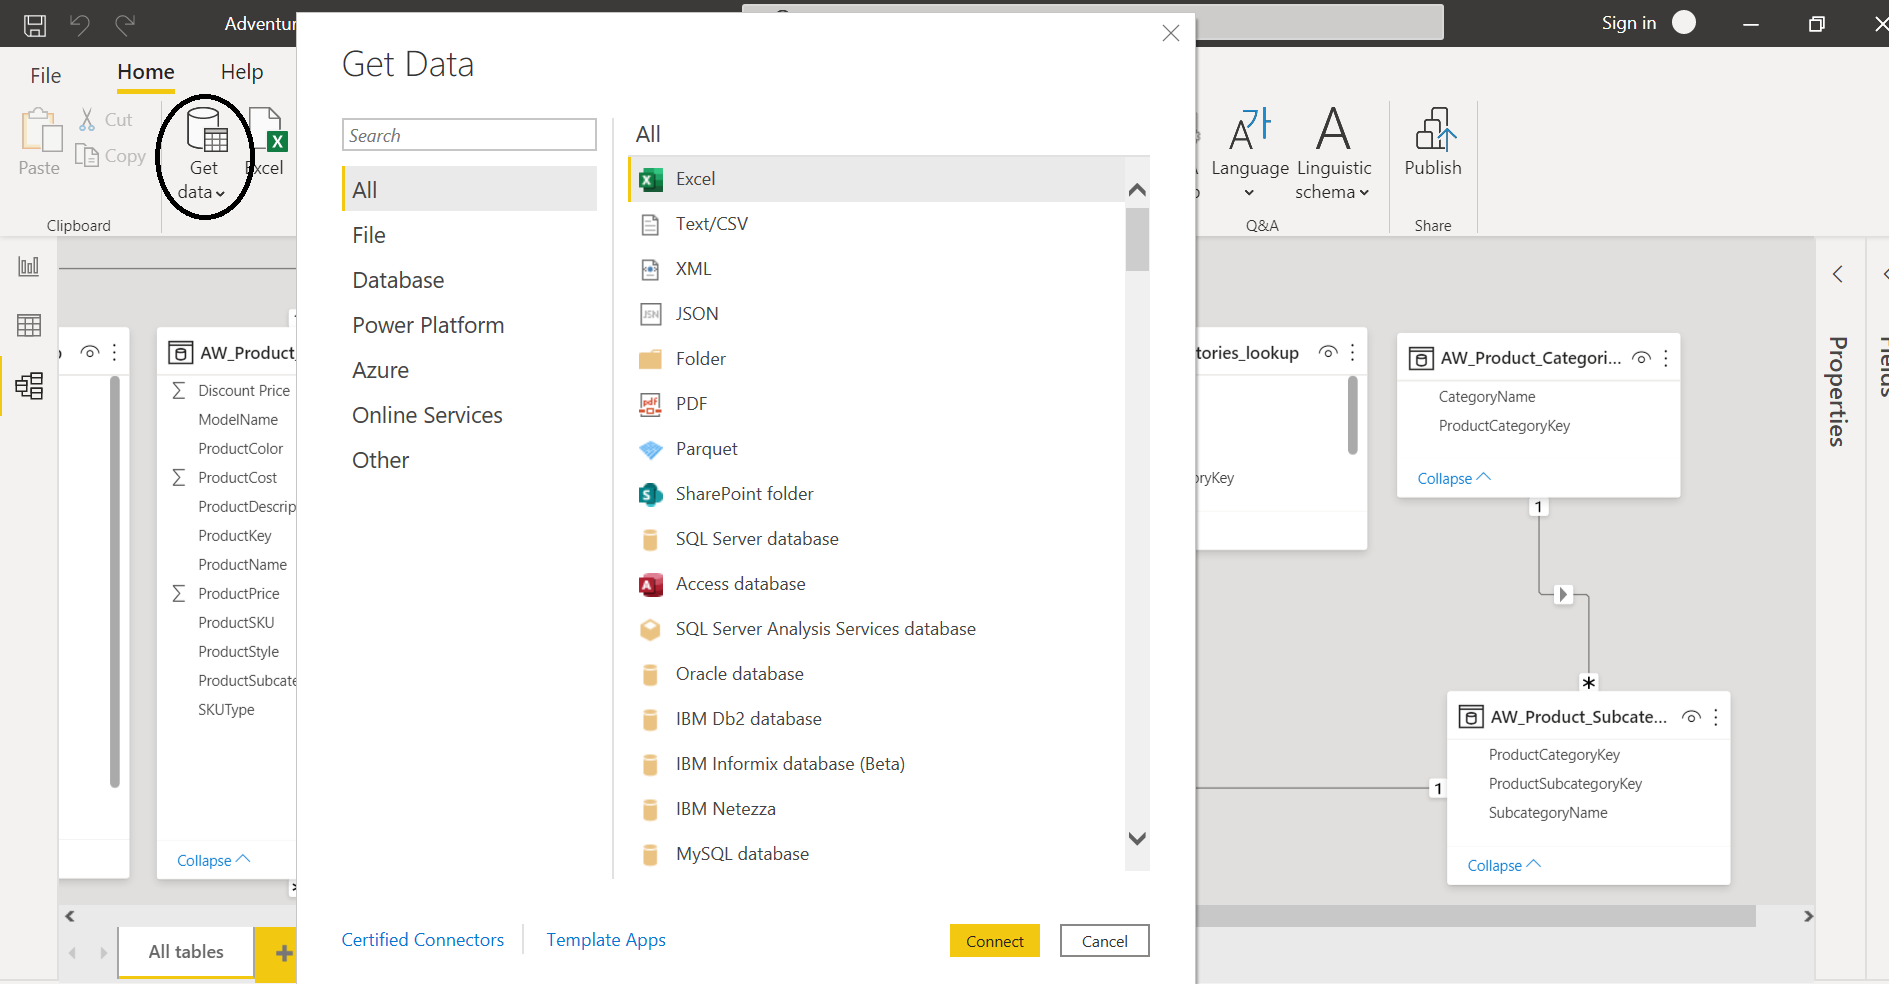 Adventur
Sign in
File
Home
Help
Paste
Cut
Copy
Clipboard
Get
data
Excel
Language
Linguistic
schema
Q&A
Publish
Share
Get Data
Search
All
File
Database
Power Platform
Azure
Online Services
Other
All
Excel
Text/CSV
XML
JSON
Folder
PDF
Parquet
SharePoint folder
SQL Server database
Access database
SQL Server Analysis Services database
Oracle database
IBM Db2 database
IBM Informix database (Beta)
IBM Netezza
MySQL database
Certified Connectors
Template Apps
Connect
Cancel
AW_Product_
Discount Price
ModelName
ProductColor
ProductCost
ProductDescrip
ProductKey
ProductName
ProductPrice
ProductSKU
ProductStyle
ProductSubcate
SKUType
Collapse
tories_lookup
ryKey
AW_Product_Categori...
CategoryName
ProductCategoryKey
Collapse
1
*
AW_Product_Subcate...
ProductCategoryKey
ProductSubcategoryKey
SubcategoryName
Collapse
1
Properties
All tables